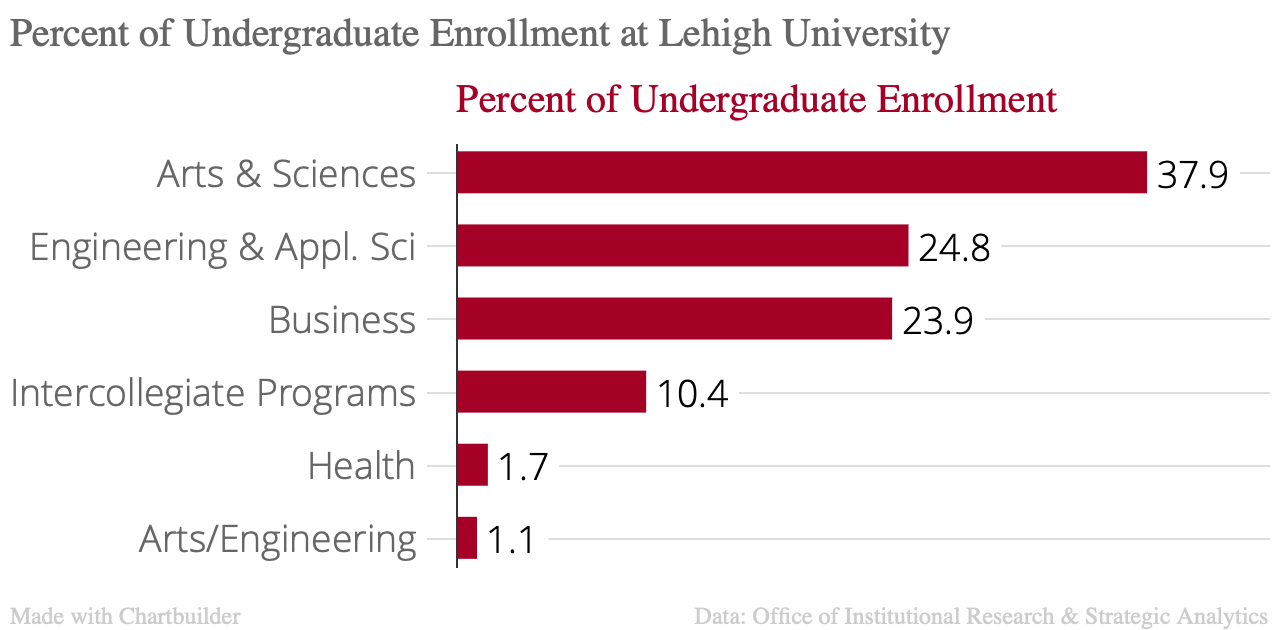 Percent of Undergraduate Enrollment at Lehigh University
Percent of Undergraduate Enrollment
Arts & Sciences 37.9
Engineering & Appl. Sci 24.8
Business 23.9
Intercollegiate Programs 10.4
Health 1.7
Arts/Engineering 1.1
Made with Chartbuilder Data: Office of Institutional Research & Strategic Analytics